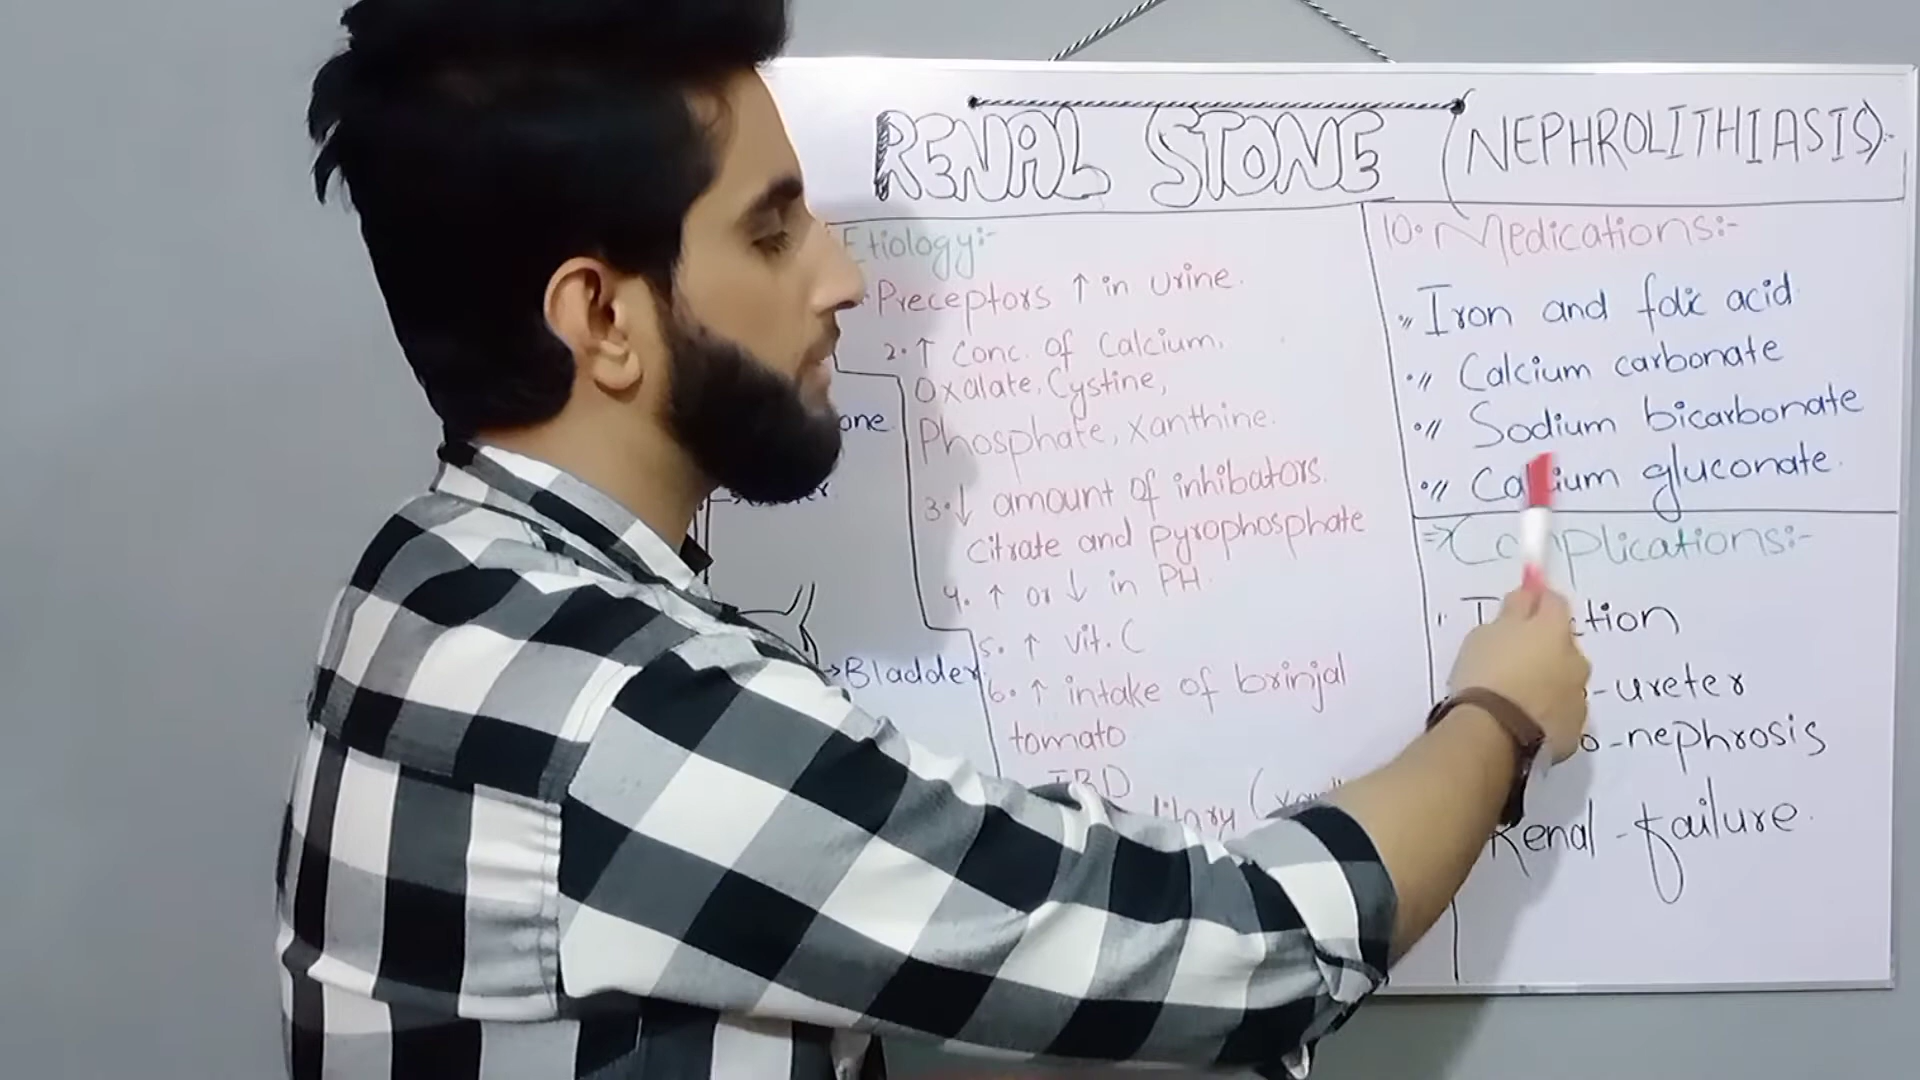 RENAL STONE (NEPHROLITHIASIS):-
Etiology:-
Preceptors ↑ in urine.
2. ↑ Conc. of Calcium,
Oxalate, Cystine,
Phosphate, Xanthine.
3. ↓ amount of inhibators.
Citrate and pyrophosphate
4. ↑ or ↓ in PH.
5. ↑ vit. C
6. ↑ intake of brinjal
tomato
IBD
one
Bladder
10. Medications:-
Iron and folic acid
Calcium carbonate
Sodium bicarbonate
Calcium gluconate.
⇒ Complications:-
-ureter
-nephrosis
Renal-failure.